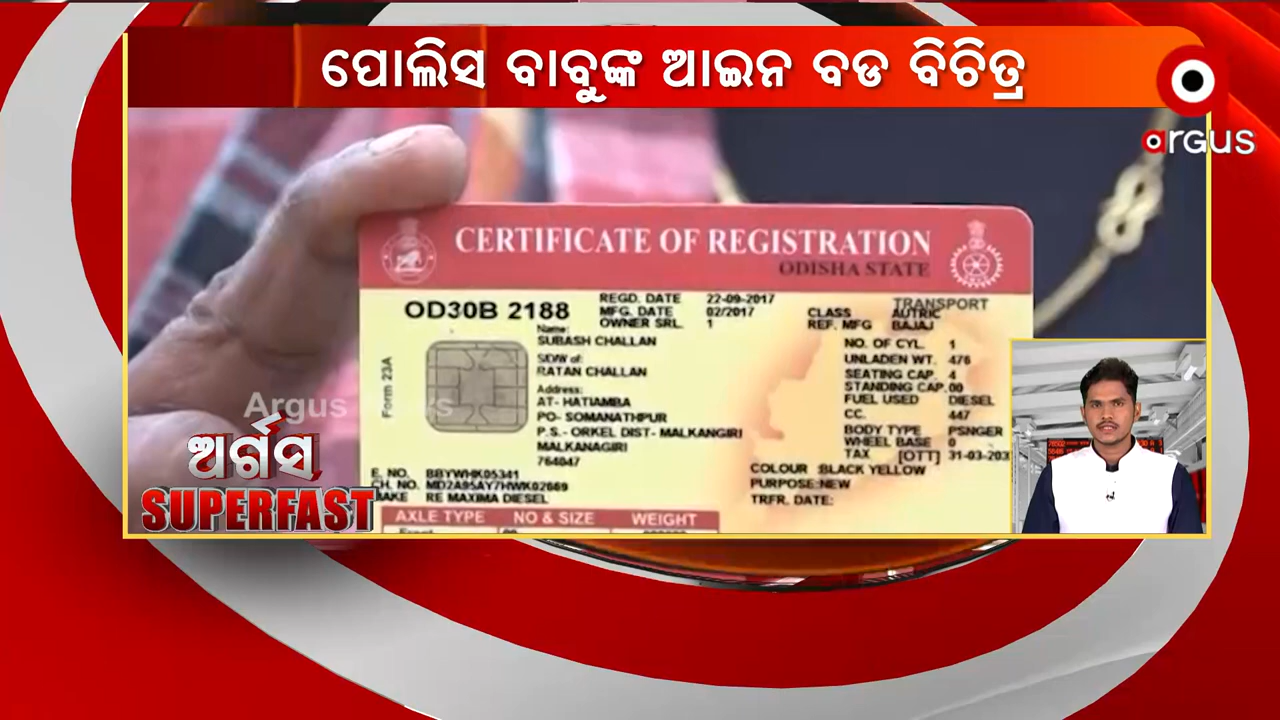 ପୋଲିସ ବାବୁଙ୍କ ଆଇନ ବଡ ବିଚିତ୍ର
argus
CERTIFICATE OF REGISTRATION
ODISHA STATE
OD30B 2188
REGD. DATE 22-09-2017
MFG. DATE 02/2017
OWNER SRL. 1
TRANSPORT
CLASS AUTRIC
REF. MFG BAJAJ
Name:
SUBASH CHALLAN
S/D/W of:
RATAN CHALLAN
Address:
AT- HATIAMBA
PO- SOMANATHPUR
P.S.- ORKEL DIST- MALKANGIRI
MALKANAGIRI
764047
Form 23A
NO. OF CYL. 1
UNLADEN WT. 476
SEATING CAP. 4
STANDING CAP. 00
FUEL USED DIESEL
CC. 447
BODY TYPE PSNGER
WHEEL BASE 0
TAX [OTT] 31-03-203
COLOUR :BLACK YELLOW
PURPOSE:NEW
TRFR. DATE:
E. NO. BBYWHK05341
CH. NO. MD2A95AY7HWK02669
MAKE RE MAXIMA DIESEL
AXLE TYPE NO & SIZE WEIGHT
Argus News
ଅର୍ଗସ
SUPERFAST